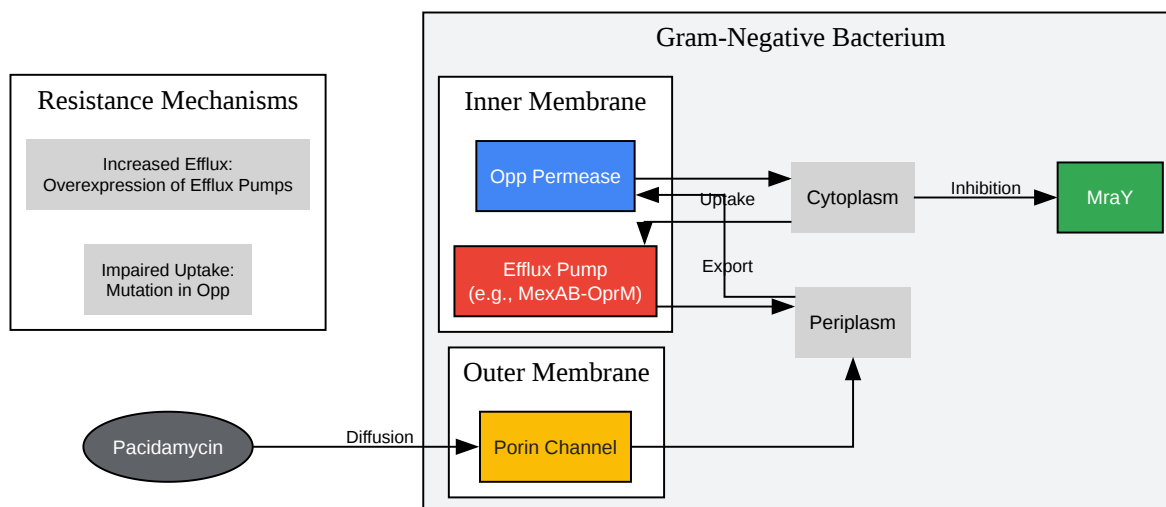 Gram-Negative Bacterium
Resistance Mechanisms
Increased Efflux:
Overexpression of Efflux Pumps
Impaired Uptake:
Mutation in Opp
Inner Membrane
Opp Permease
Efflux Pump
(e.g., MexAB-OprM)
Uptake
Export
Cytoplasm
Inhibition
MraY
Periplasm
Outer Membrane
Porin Channel
Diffusion
Pacidamycin